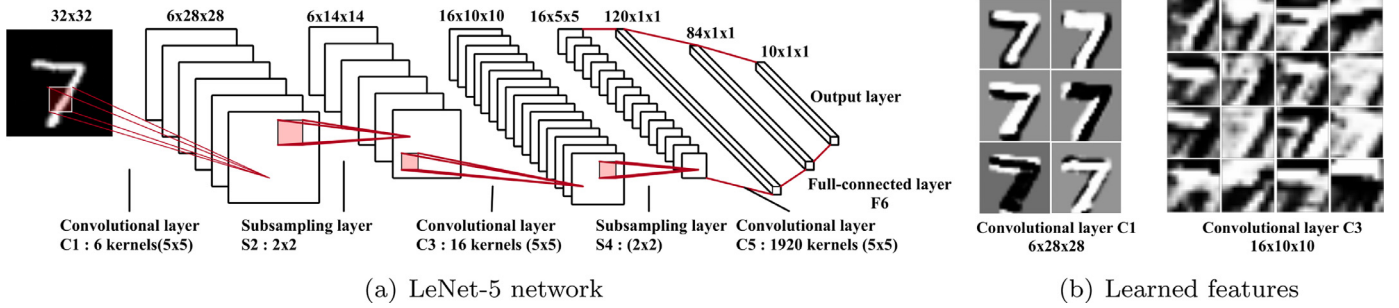 32x32
6x28x28
6x14x14
16x10x10
16x5x5
120x1x1
84x1x1
10x1x1
Output layer
Full-connected layer
F6
Convolutional layer
C1 : 6 kernels(5x5)
Subsampling layer
S2 : 2x2
Convolutional layer
C3 : 16 kernels (5x5)
Subsampling layer
S4 : (2x2)
Convolutional layer
C5 : 1920 kernels (5x5)
(a) LeNet-5 network
Convolutional layer C1
6x28x28
Convolutional layer C3
16x10x10
(b) Learned features